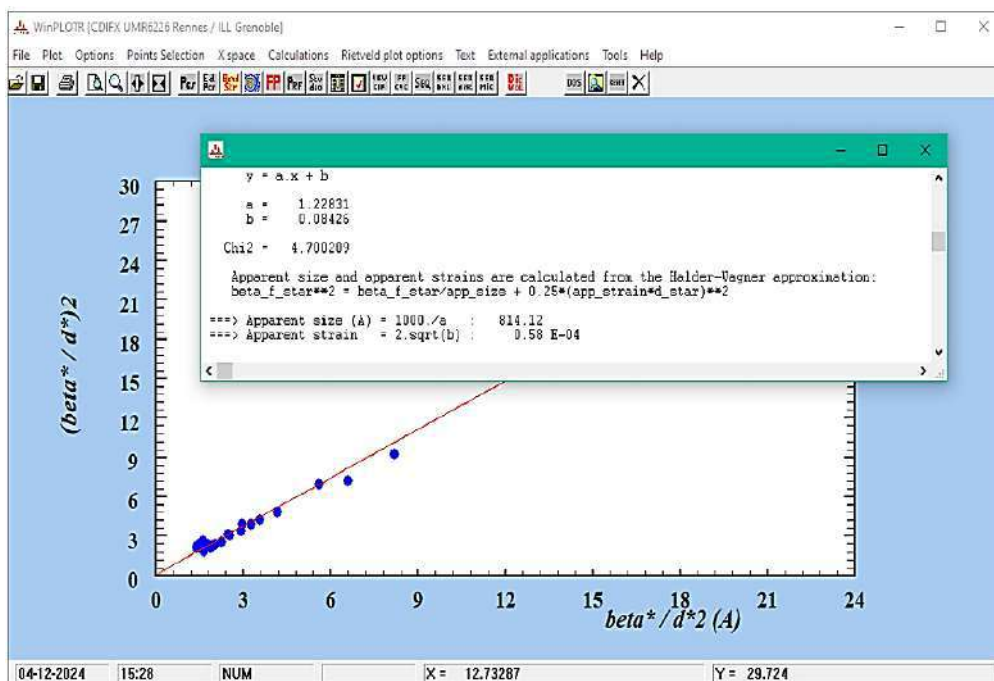 WinPLOTR [CDIFX UMR6226 Rennes / ILL Grenoble]
File Plot Options Points Selection X space Calculations Rietveld plot options Text External applications Tools Help
y = a.x + b
a = 1.22831
b = 0.08426
Chi2 = 4.700209
Apparent size and apparent strains are calculated from the Halder-Wagner approximation:
beta_f_star**2 = beta_f_star/app_size + 0.25*(app_strain*d_star)**2
===> Apparent size (A) = 1000./a : 814.12
===> Apparent strain = 2.sqrt(b) : 0.58 E-04
30
27
24
21
18
15
12
9
6
3
0
(beta* / d*)2
0 3 6 9 12 15 18 21 24
beta* / d*2 (A)
04-12-2024 15:28 NUM X = 12.73287 Y = 29.724